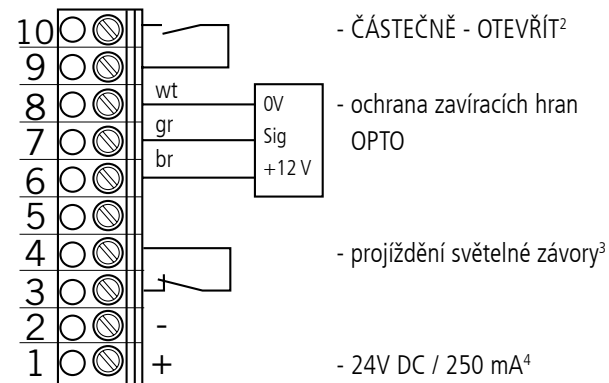 10 - ČÁSTEČNĚ - OTEVŘÍT²
9
8 wt 0V - ochrana zavíracích hran
7 gr Sig OPTO
6 br +12 V
5
4 - projíždění světelné závory³
3
2 -
1 + - 24V DC / 250 mA⁴